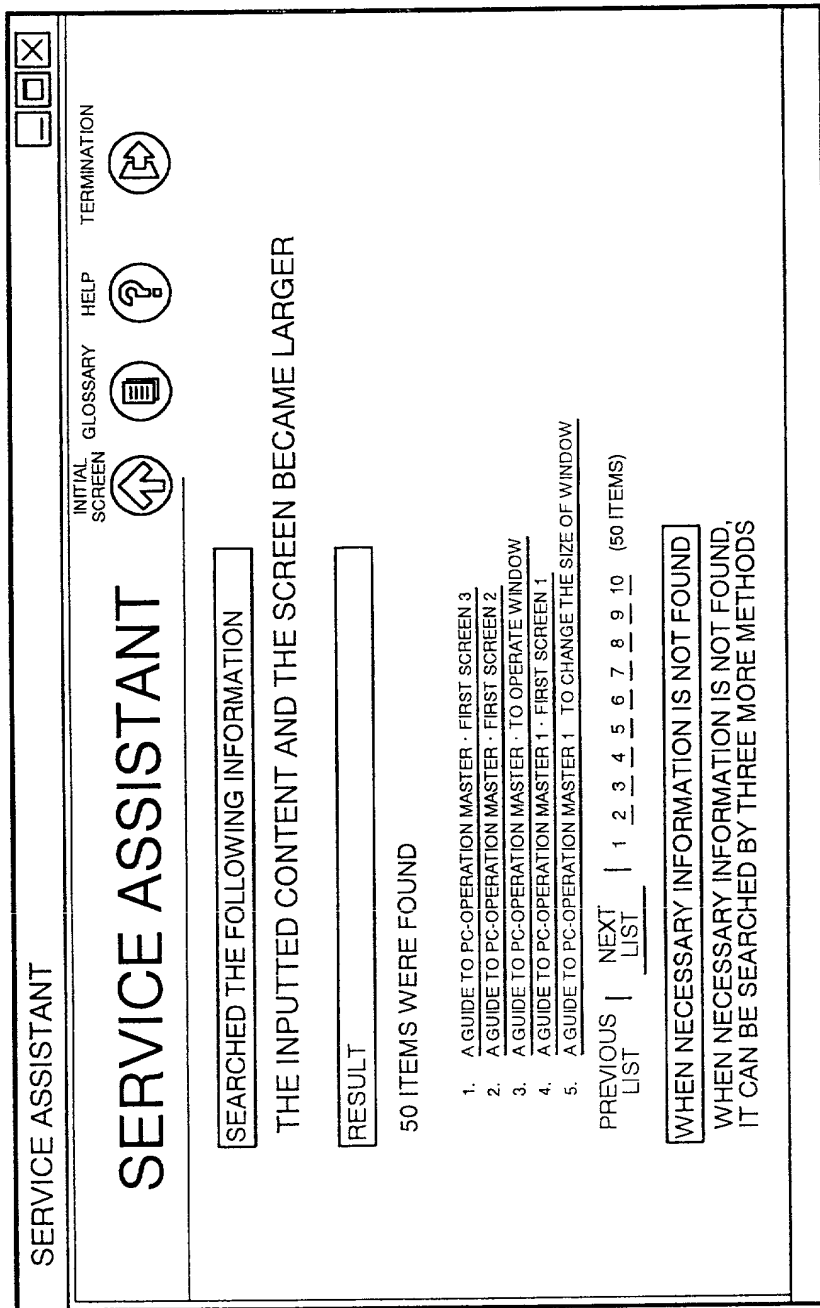 SERVICE ASSISTANT
SERVICE ASSISTANT
INITIAL
SCREEN
GLOSSARY
HELP
TERMINATION
SEARCHED THE FOLLOWING INFORMATION
THE INPUTTED CONTENT AND THE SCREEN BECAME LARGER
RESULT
50 ITEMS WERE FOUND
1. A GUIDE TO PC-OPERATION MASTER · FIRST SCREEN 3
2. A GUIDE TO PC-OPERATION MASTER · FIRST SCREEN 2
3. A GUIDE TO PC-OPERATION MASTER · TO OPERATE WINDOW
4. A GUIDE TO PC-OPERATION MASTER 1 · FIRST SCREEN 1
5. A GUIDE TO PC-OPERATION MASTER 1 TO CHANGE THE SIZE OF WINDOW
PREVIOUS LIST | NEXT LIST | 1 2 3 4 5 6 7 8 9 10 (50 ITEMS)
WHEN NECESSARY INFORMATION IS NOT FOUND
WHEN NECESSARY INFORMATION IS NOT FOUND,
IT CAN BE SEARCHED BY THREE MORE METHODS